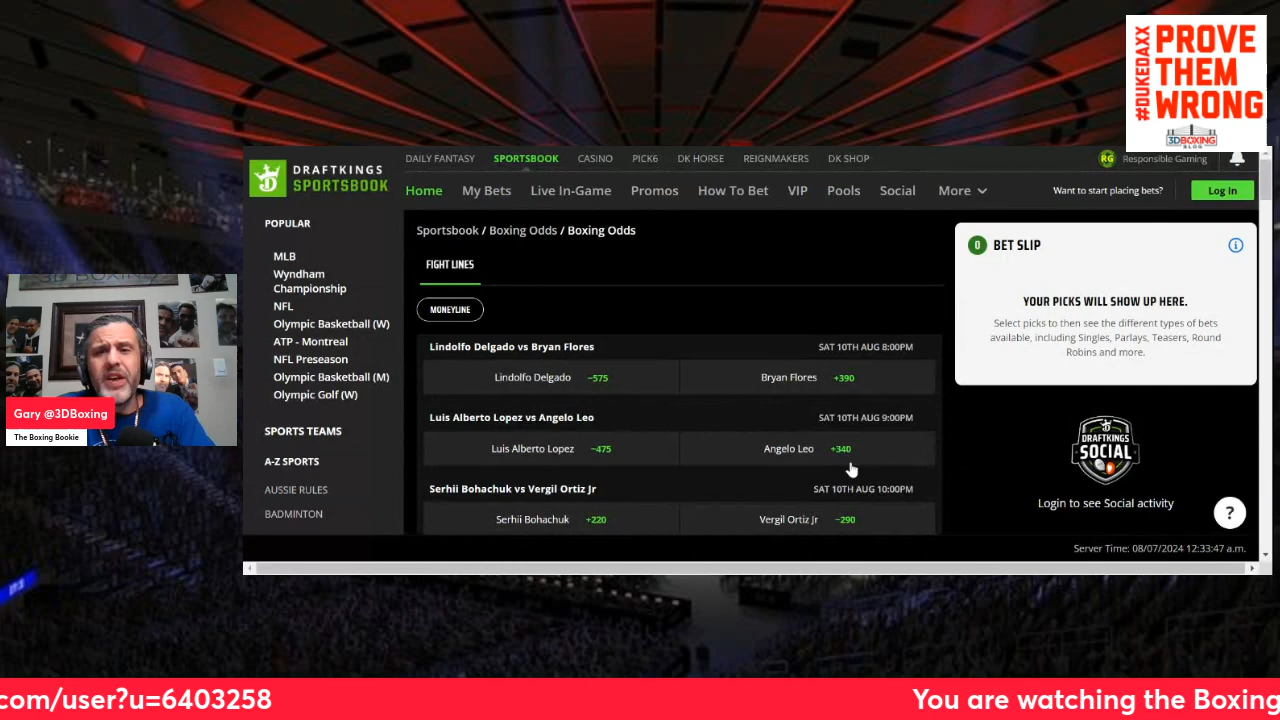 #DUKEDAXX
PROVE
THEM
WRONG
3DBOXING
BLOG
DRAFTKINGS
SPORTSBOOK
DAILY FANTASY SPORTSBOOK CASINO PICK6 DK HORSE REIGNMAKERS DK SHOP
RG Responsible Gaming
Home My Bets Live In-Game Promos How To Bet VIP Pools Social More
Want to start placing bets? Log In
POPULAR
MLB
Wyndham
Championship
NFL
Olympic Basketball (W)
ATP - Montreal
NFL Preseason
Olympic Basketball (M)
Olympic Golf (W)
SPORTS TEAMS
A-Z SPORTS
AUSSIE RULES
BADMINTON
Sportsbook / Boxing Odds / Boxing Odds
FIGHT LINES
MONEYLINE
Lindolfo Delgado vs Bryan Flores SAT 10TH AUG 8:00PM
Lindolfo Delgado −575 Bryan Flores +390
Luis Alberto Lopez vs Angelo Leo SAT 10TH AUG 9:00PM
Luis Alberto Lopez −475 Angelo Leo +340
Serhii Bohachuk vs Vergil Ortiz Jr SAT 10TH AUG 10:00PM
Serhii Bohachuk +220 Vergil Ortiz Jr −290
0 BET SLIP
YOUR PICKS WILL SHOW UP HERE.
Select picks to then see the different types of bets
available, including Singles, Parlays, Teasers, Round
Robins and more.
DRAFTKINGS
SOCIAL
Login to see Social activity
?
Server Time: 08/07/2024 12:33:47 a.m.
3D BOXING
Gary @3DBoxing
The Boxing Bookie
com/user?u=6403258
You are watching the Boxing